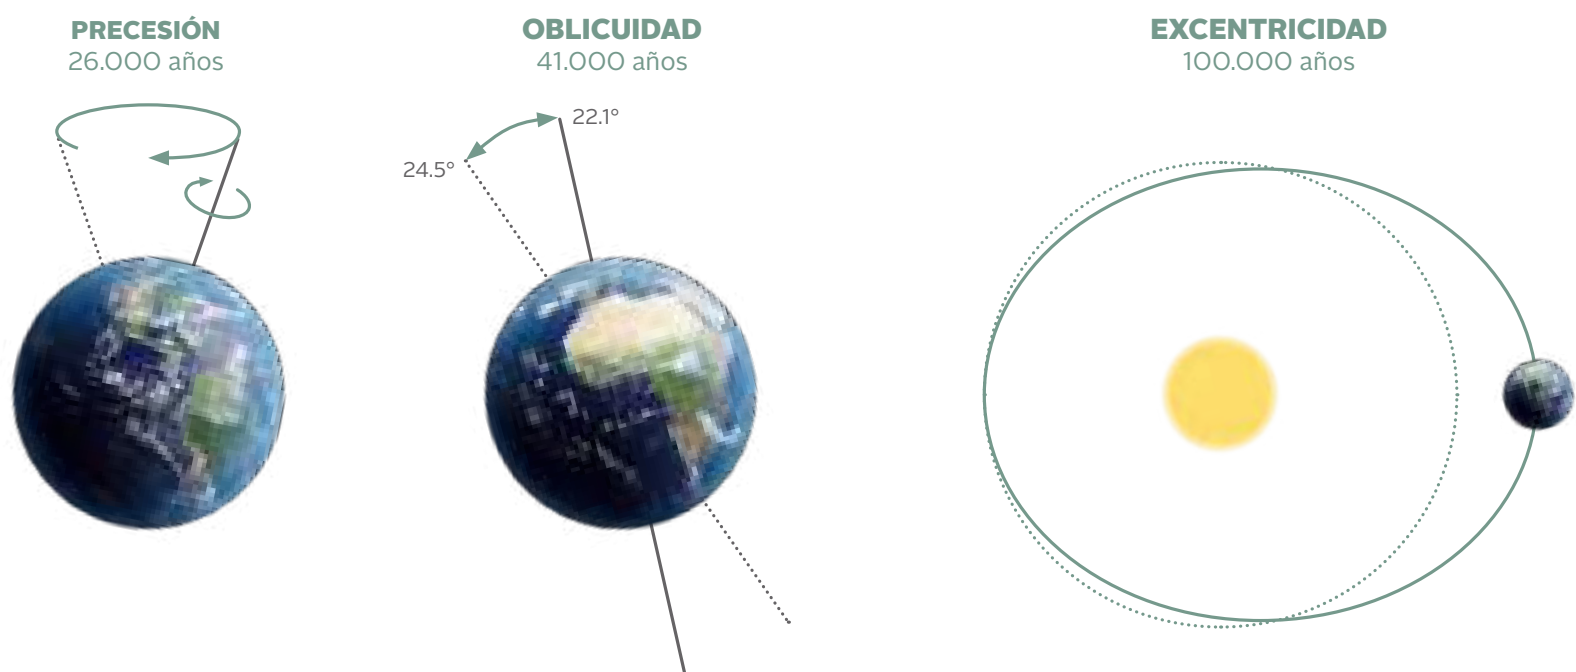 PRECESIÓN
26.000 años
OBLICUIDAD
41.000 años
22.1°
24.5°
EXCENTRICIDAD
100.000 años